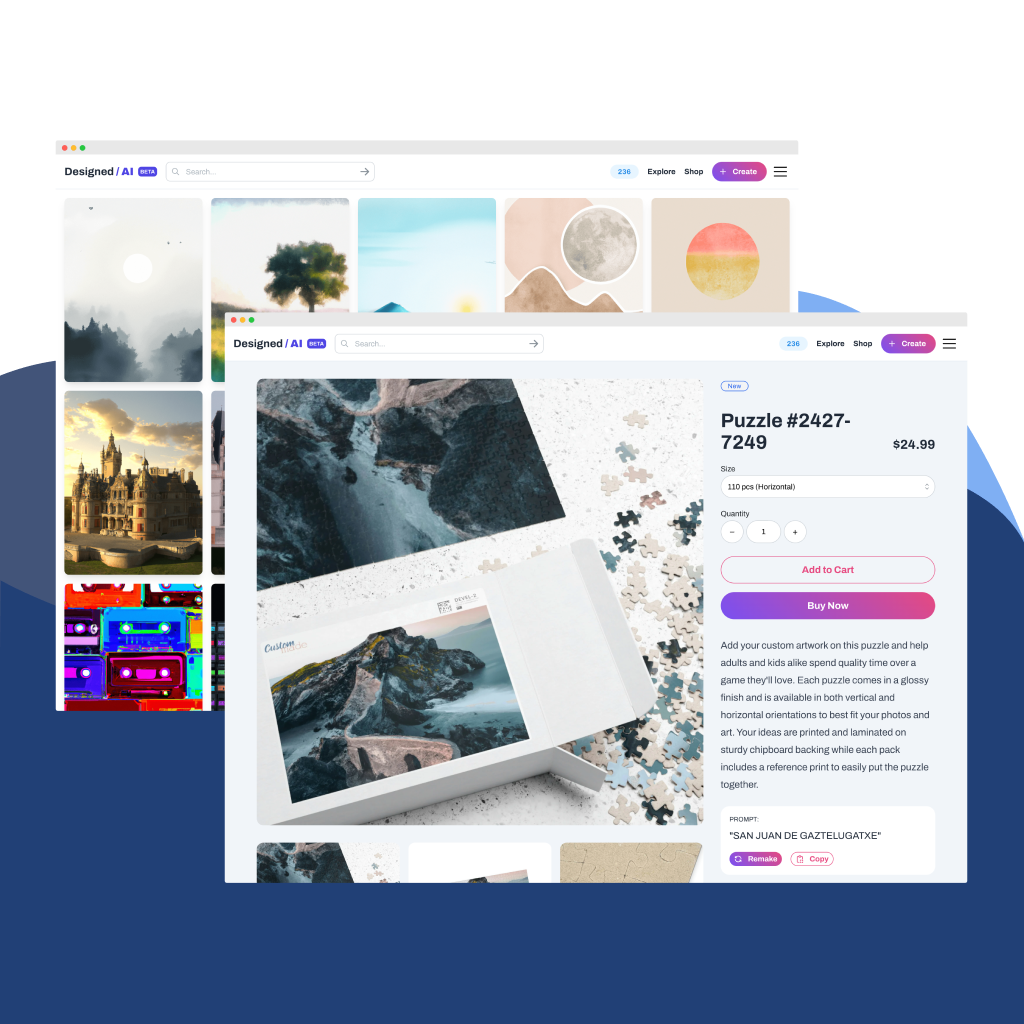 Designed / AI BETA
Search...
236
Explore
Shop
+ Create
Designed / AI BETA
Search...
236
Explore
Shop
+ Create
New
Puzzle #2427-
7249
$24.99
Size
110 pcs (Horizontal)
Quantity
− 1 +
Add to Cart
Buy Now
Add your custom artwork on this puzzle and help
adults and kids alike spend quality time over a
game they'll love. Each puzzle comes in a glossy
finish and is available in both vertical and
horizontal orientations to best fit your photos and
art. Your ideas are printed and laminated on
sturdy chipboard backing while each pack
includes a reference print to easily put the puzzle
together.
PROMPT:
"SAN JUAN DE GAZTELUGATXE"
Remake
Copy
Custom